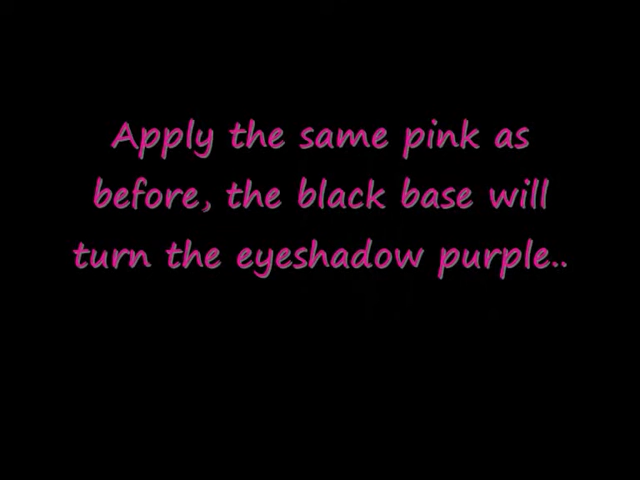 Apply the same pink as
before, the black base will
turn the eyeshadow purple..